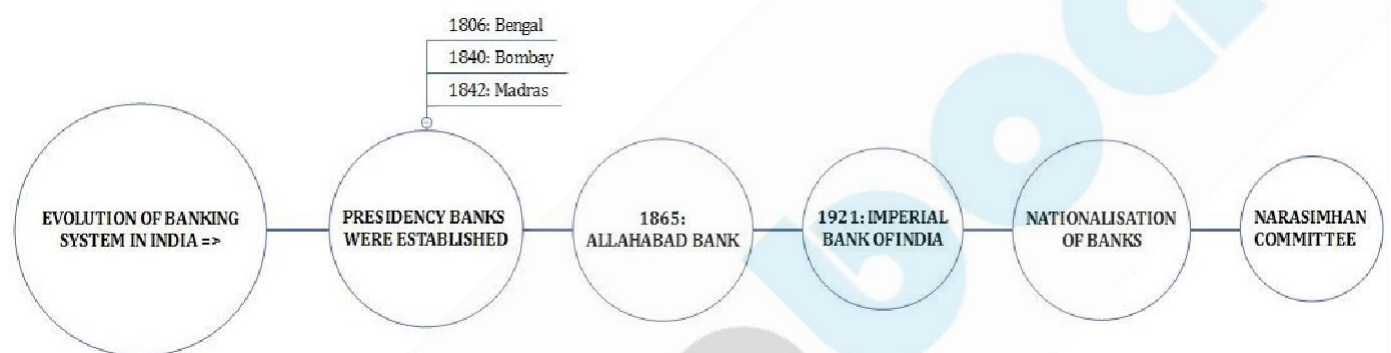 1806: Bengal
1840: Bombay
1842: Madras
EVOLUTION OF BANKING
SYSTEM IN INDIA =>
PRESIDENCY BANKS
WERE ESTABLISHED
1865:
ALLAHABAD BANK
1921: IMPERIAL
BANK OF INDIA
NATIONALISATION
OF BANKS
NARASIMHAN
COMMITTEE